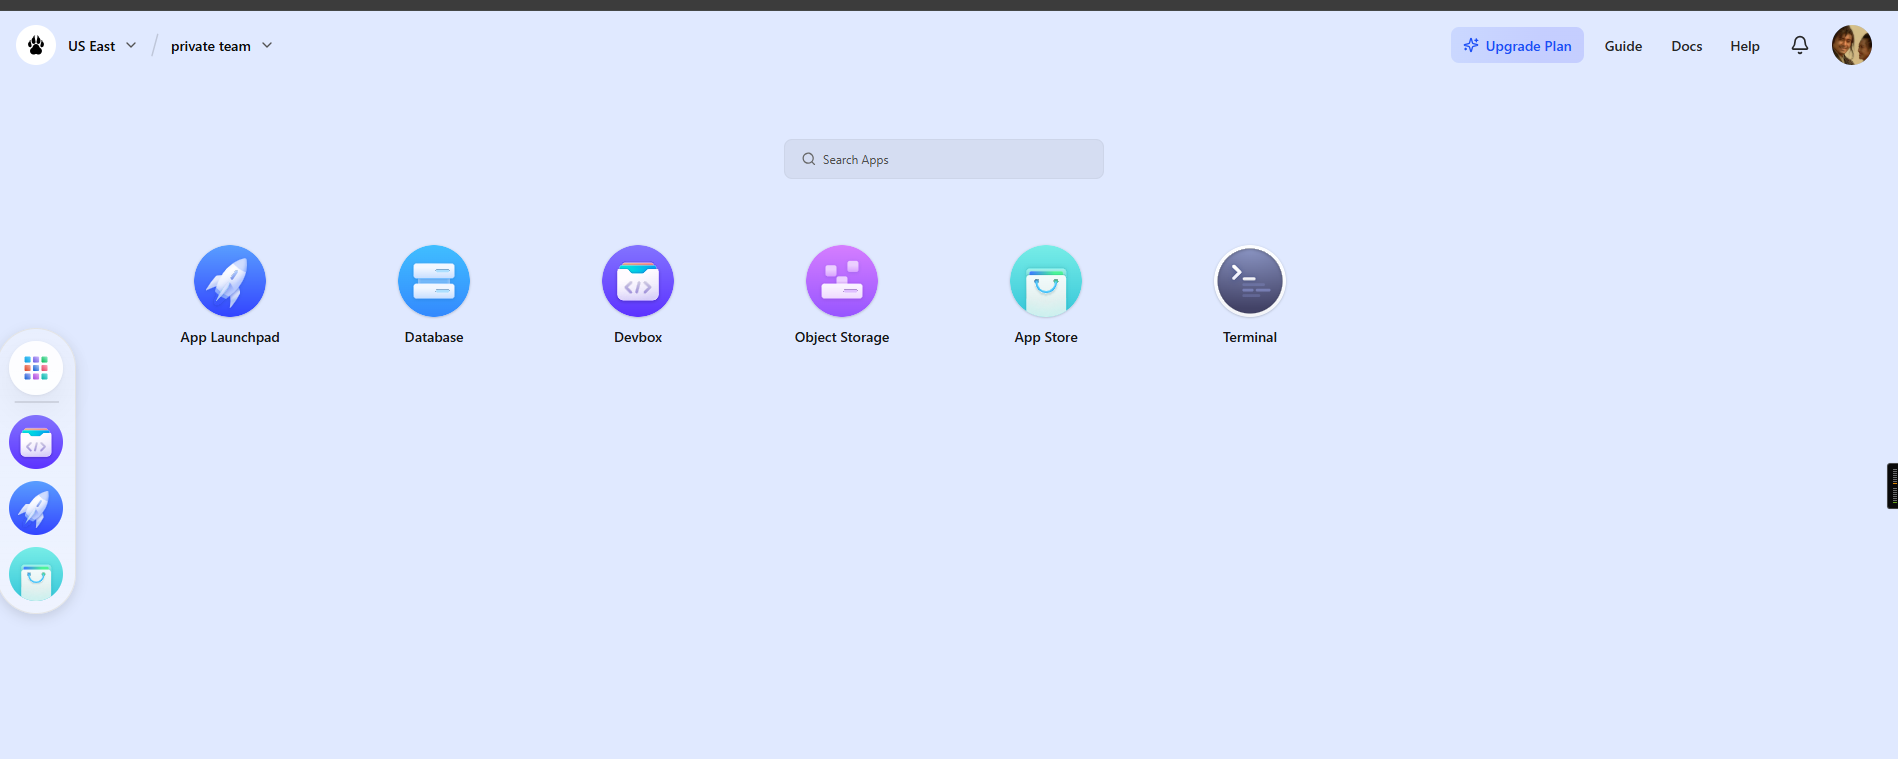 US East
private team
Upgrade Plan
Guide
Docs
Help
Search Apps
App Launchpad
Database
Devbox
Object Storage
App Store
Terminal